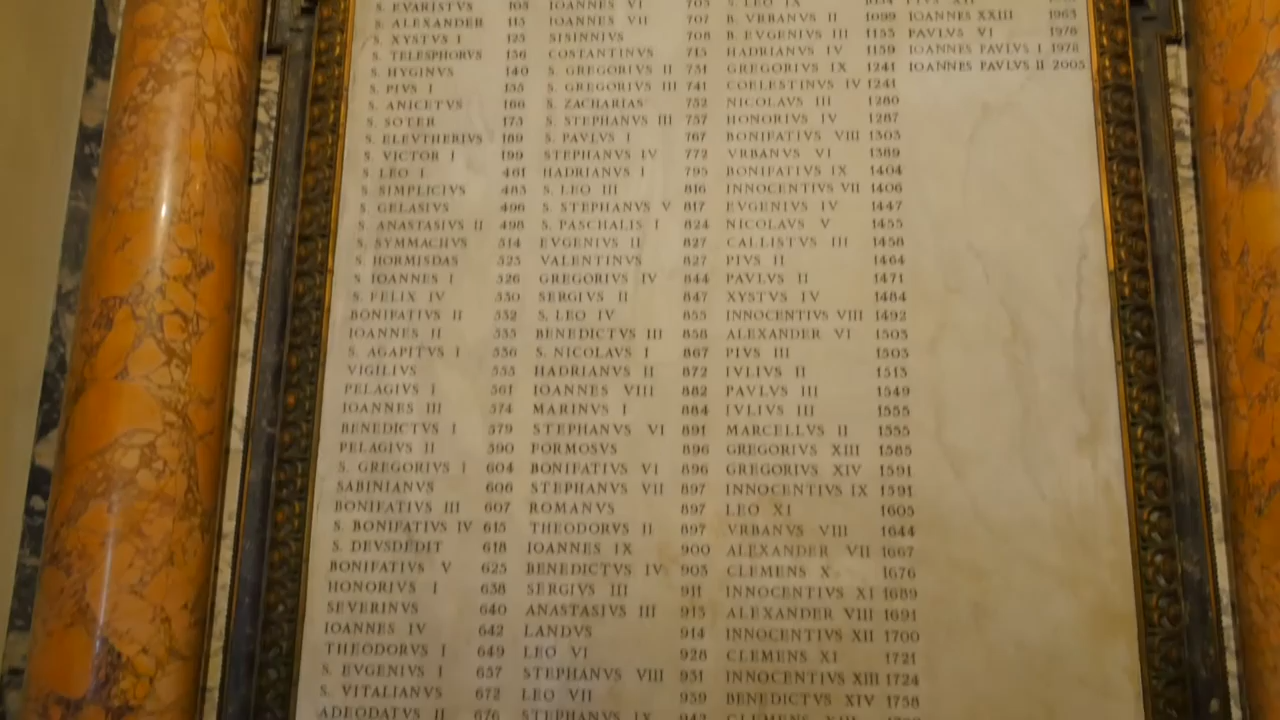 S. EVARISTVS 105
S. ALEXANDER 115
S. XYSTVS I 125
S. TELESPHORVS 136
S. HYGINVS 140
S. PIVS I 155
S. ANICETVS 166
S. SOTER 175
S. ELEVTHERIVS 189
S. VICTOR I 199
S. LEO I 461
S. SIMPLICIVS 483
S. GELASIVS 496
S. ANASTASIVS II 498
S. SYMMACHVS 514
S. HORMISDAS 523
S. IOANNES I 526
S. FELIX IV 530
BONIFATIVS II 532
IOANNES II 535
S. AGAPITVS I 536
VIGILIVS 555
PELAGIVS I 561
IOANNES III 574
BENEDICTVS I 579
PELAGIVS II 590
S. GREGORIVS I 604
SABINIANVS 606
BONIFATIVS III 607
S. BONIFATIVS IV 615
S. DEVSDEDIT 618
BONIFATIVS V 625
HONORIVS I 638
SEVERINVS 640
IOANNES IV 642
THEODORVS I 649
S. EVGENIVS I 657
S. VITALIANVS 672
ADEODATVS II 676
IOANNES VI 705
IOANNES VII 707
SISINNIVS 708
COSTANTINVS 715
S. GREGORIVS II 731
S. GREGORIVS III 741
S. ZACHARIAS 752
S. STEPHANVS III 757
S. PAVLVS I 767
STEPHANVS IV 772
HADRIANVS I 795
S. LEO III 816
S. STEPHANVS V 817
S. PASCHALIS I 824
EVGENIVS II 827
VALENTINVS 827
GREGORIVS IV 844
SERGIVS II 847
S. LEO IV 855
BENEDICTVS III 858
S. NICOLAVS I 867
HADRIANVS II 872
IOANNES VIII 882
MARINVS I 884
STEPHANVS VI 891
FORMOSVS 896
BONIFATIVS VI 896
STEPHANVS VII 897
ROMANVS 897
THEODORVS II 897
IOANNES IX 900
BENEDICTVS IV 903
SERGIVS III 911
ANASTASIVS III 913
LANDVS 914
LEO VI 928
STEPHANVS VIII 931
LEO VII 939
STEPHANVS IX 942
S. LEO IX 1054
B. VRBANVS II 1099
B. EVGENIVS III 1153
HADRIANVS IV 1159
GREGORIVS IX 1241
COELESTINVS IV 1241
NICOLAVS III 1280
HONORIVS IV 1287
BONIFATIVS VIII 1303
VRBANVS VI 1389
BONIFATIVS IX 1404
INNOCENTIVS VII 1406
EVGENIVS IV 1447
NICOLAVS V 1455
CALLISTVS III 1458
PIVS II 1464
PAVLVS II 1471
XYSTVS IV 1484
INNOCENTIVS VIII 1492
ALEXANDER VI 1503
PIVS III 1503
IVLIVS II 1513
PAVLVS III 1549
IVLIVS III 1555
MARCELLVS II 1555
GREGORIVS XIII 1585
GREGORIVS XIV 1591
INNOCENTIVS IX 1591
LEO XI 1605
VRBANVS VIII 1644
ALEXANDER VII 1667
CLEMENS X 1676
INNOCENTIVS XI 1689
ALEXANDER VIII 1691
INNOCENTIVS XII 1700
CLEMENS XI 1721
INNOCENTIVS XIII 1724
BENEDICTVS XIV 1758
IOANNES XXIII 1963
PAVLVS VI 1978
IOANNES PAVLVS I 1978
IOANNES PAVLVS II 2005